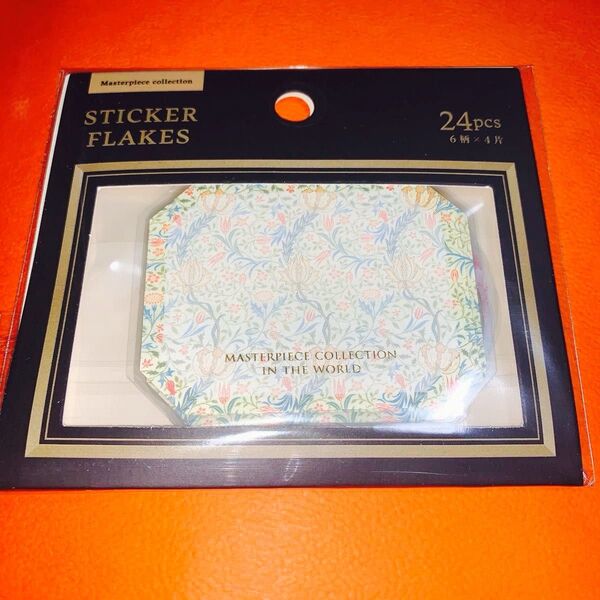 Masterpiece collection
STICKER
FLAKES
24pcs
6柄×4片
MASTERPIECE COLLECTION
IN THE WORLD